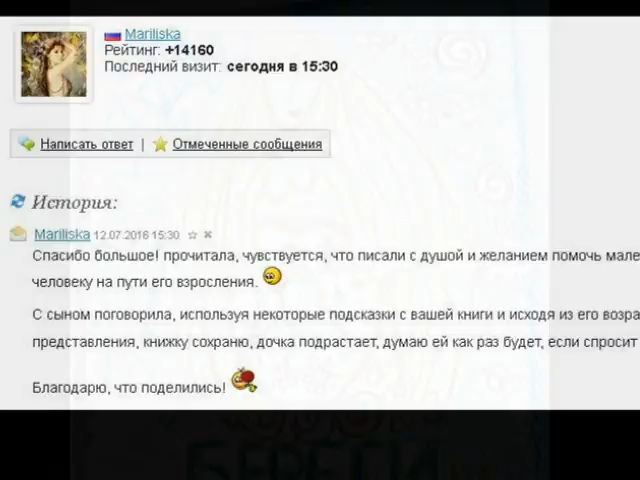 Mariliska
Рейтинг: +14160
Последний визит: сегодня в 15:30
Написать ответ | Отмеченные сообщения
История:
Mariliska 12.07.2016 15:30
Спасибо большое! прочитала, чувствуется, что писали с душой и желанием помочь мале
человеку на пути его взросления.
С сыном поговорила, используя некоторые подсказки с вашей книги и исходя из его возра
представления, книжку сохраню, дочка подрастает, думаю ей как раз будет, если спросит
Благодарю, что поделились!
БЕРЕГИ